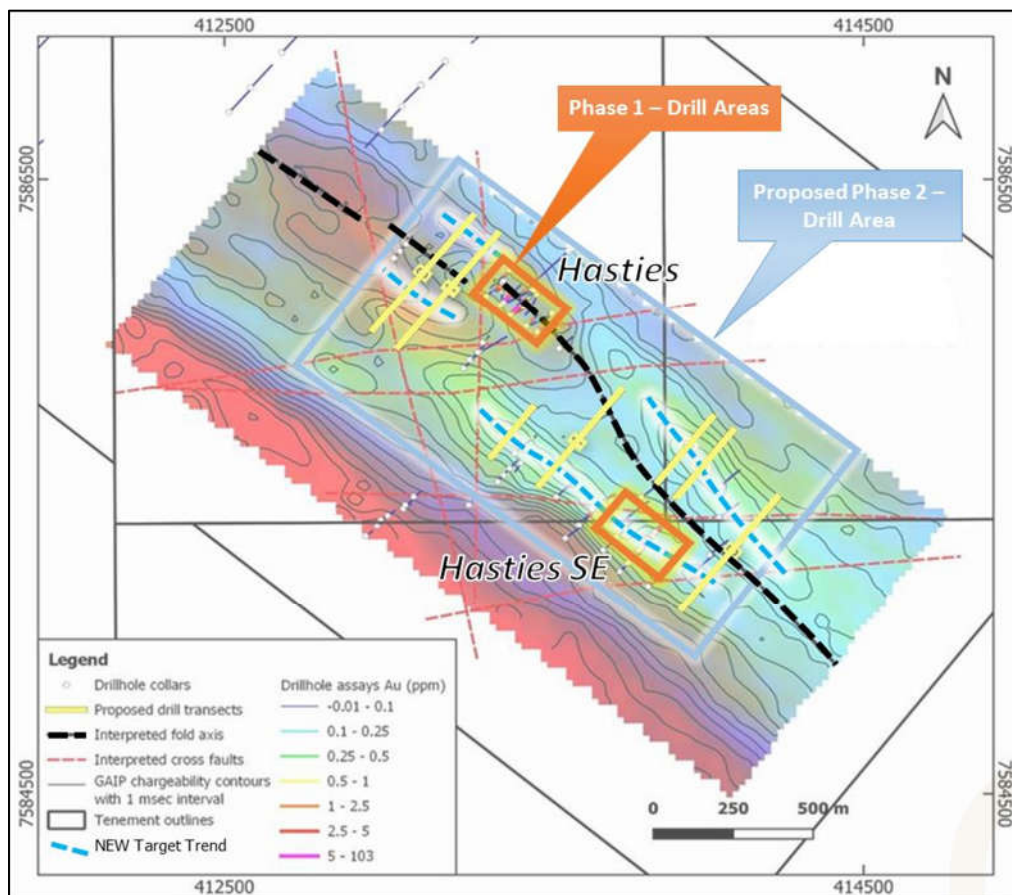 412500
414500
N
Phase 1 – Drill Areas
7586500
7586500
Proposed Phase 2 –
Drill Area
Hasties
Hasties SE
Legend
Drillhole collars
Proposed drill transects
Interpreted fold axis
Interpreted cross faults
GAIP chargeability contours
with 1 msec interval
Tenement outlines
NEW Target Trend
Drillhole assays Au (ppm)
-0.01 - 0.1
0.1 - 0.25
0.25 - 0.5
0.5 - 1
1 - 2.5
2.5 - 5
5 - 103
0 250 500 m
7584500
7584500
412500
414500